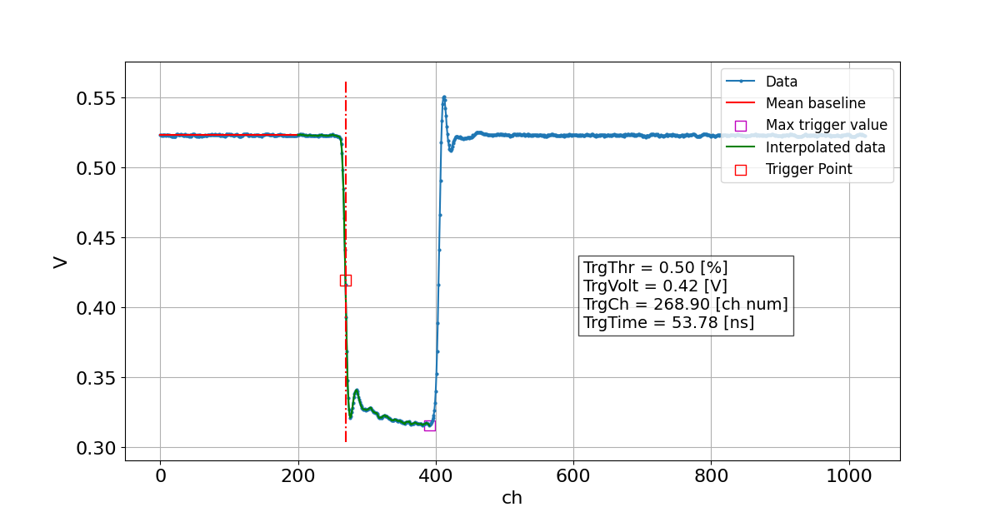 0.55
0.50
0.45
0.40
0.35
0.30
V
0 200 400 600 800 1000
ch
Data
Mean baseline
Max trigger value
Interpolated data
Trigger Point
TrgThr = 0.50 [%]
TrgVolt = 0.42 [V]
TrgCh = 268.90 [ch num]
TrgTime = 53.78 [ns]